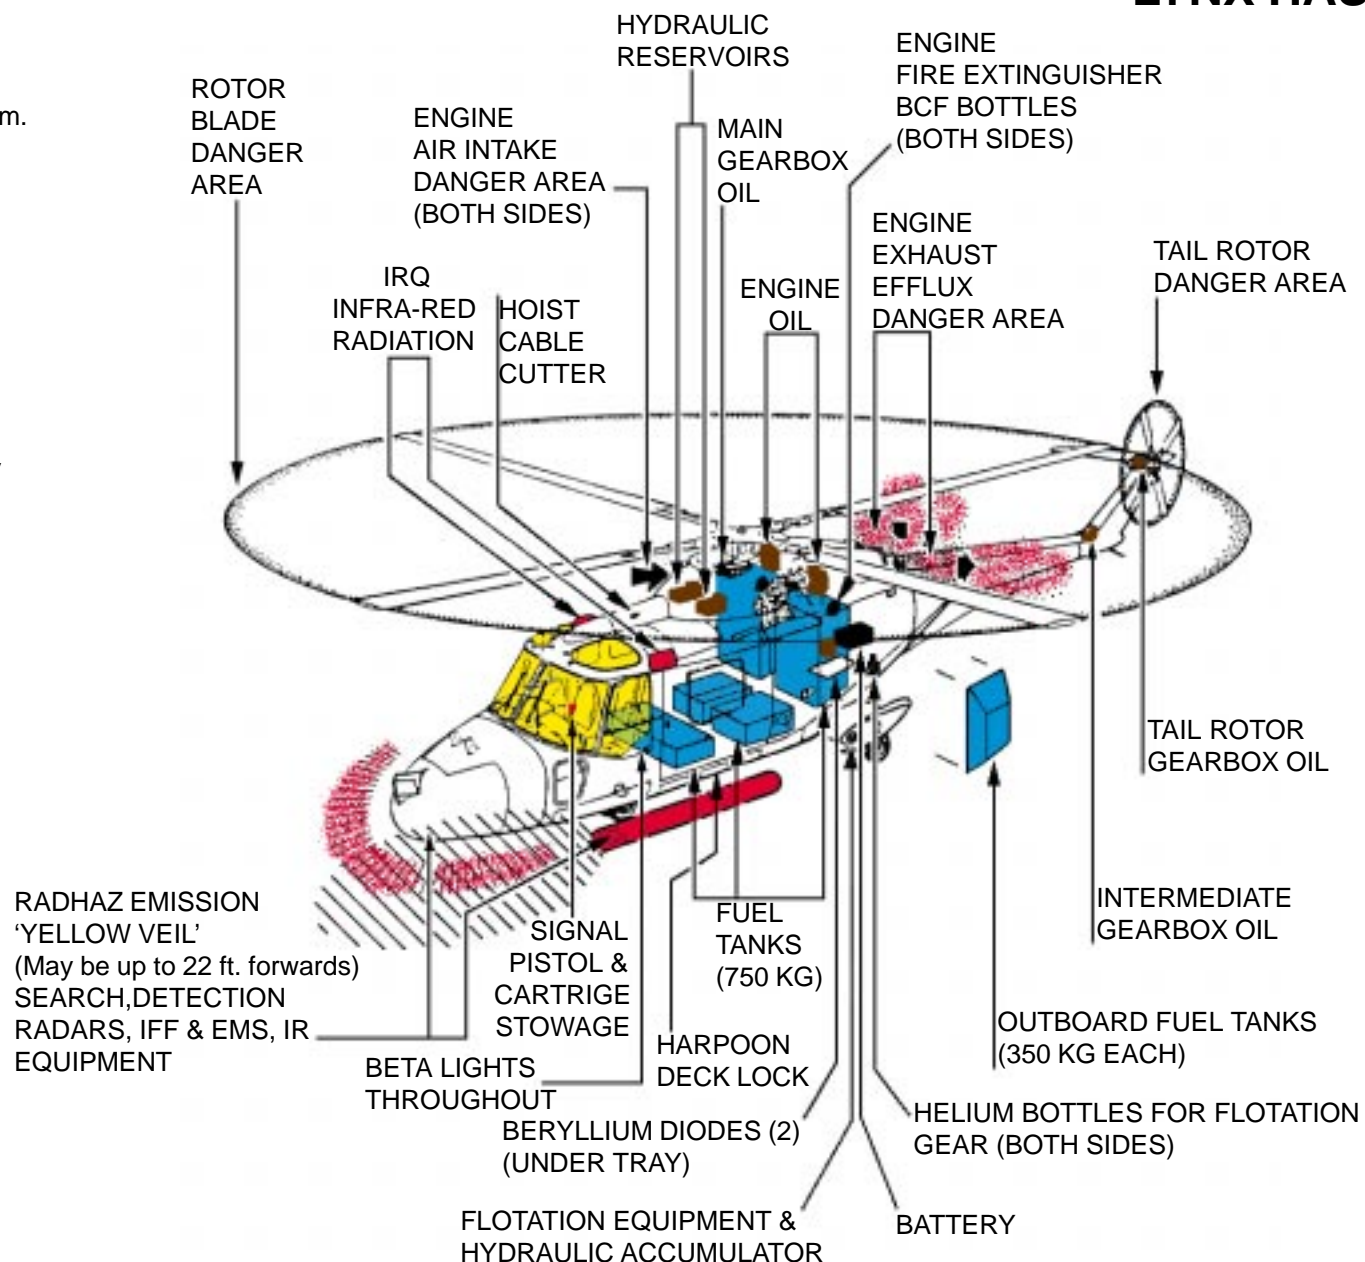 HYDRAULIC
RESERVOIRS
ENGINE
FIRE EXTINGUISHER
BCF BOTTLES
(BOTH SIDES)
ROTOR
BLADE
DANGER
AREA
m.
ENGINE
AIR INTAKE
DANGER AREA
(BOTH SIDES)
MAIN
GEARBOX
OIL
ENGINE
EXHAUST
EFFLUX
DANGER AREA
TAIL ROTOR
DANGER AREA
IRQ
INFRA-RED
RADIATION
HOIST
CABLE
CUTTER
ENGINE
OIL
TAIL ROTOR
GEARBOX OIL
INTERMEDIATE
GEARBOX OIL
RADHAZ EMISSION
‘YELLOW VEIL’
(May be up to 22 ft. forwards)
SEARCH,DETECTION
RADARS, IFF & EMS, IR
EQUIPMENT
SIGNAL
PISTOL &
CARTRIGE
STOWAGE
FUEL
TANKS
(750 KG)
HARPOON
DECK LOCK
OUTBOARD FUEL TANKS
(350 KG EACH)
BETA LIGHTS
THROUGHOUT
BERYLLIUM DIODES (2)
(UNDER TRAY)
HELIUM BOTTLES FOR FLOTATION
GEAR (BOTH SIDES)
FLOTATION EQUIPMENT &
HYDRAULIC ACCUMULATOR
BATTERY